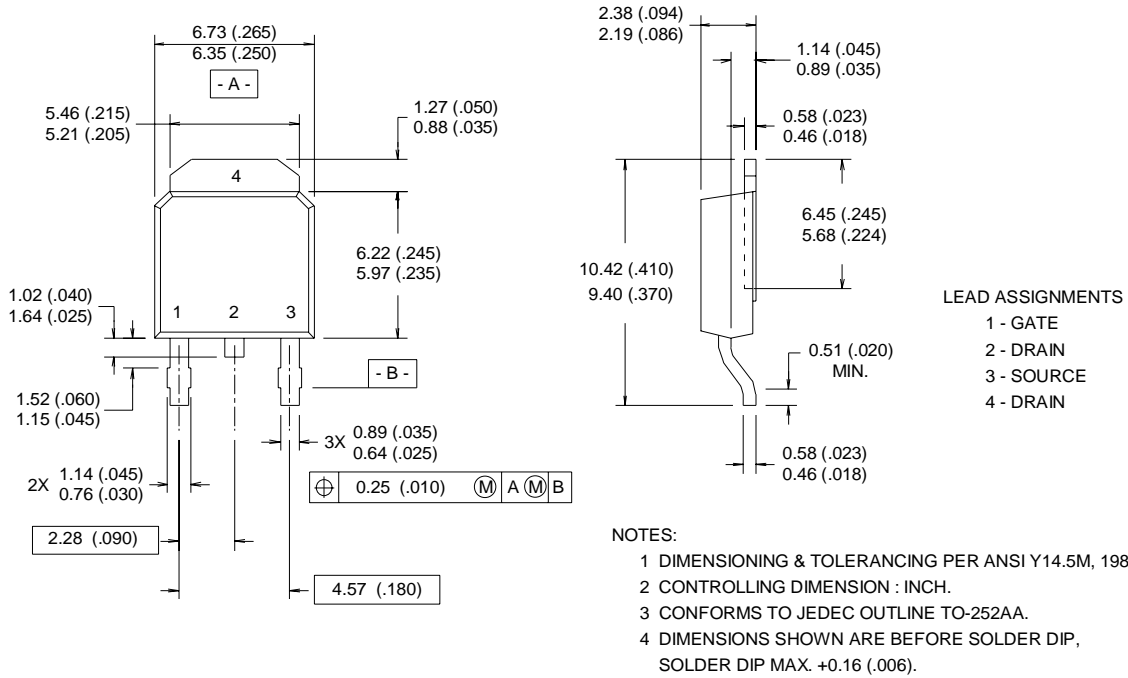 6.73 (.265)
6.35 (.250)
- A -
5.46 (.215)
5.21 (.205)
1.27 (.050)
0.88 (.035)
4
6.22 (.245)
5.97 (.235)
1.02 (.040)
1.64 (.025)
1 2 3
- B -
1.52 (.060)
1.15 (.045)
3X 0.89 (.035)
0.64 (.025)
2X 1.14 (.045)
0.76 (.030)
⌖ 0.25 (.010) Ⓜ A Ⓜ B
2.28 (.090)
4.57 (.180)
2.38 (.094)
2.19 (.086)
1.14 (.045)
0.89 (.035)
0.58 (.023)
0.46 (.018)
6.45 (.245)
5.68 (.224)
10.42 (.410)
9.40 (.370)
0.51 (.020)
MIN.
0.58 (.023)
0.46 (.018)
LEAD ASSIGNMENTS
1 - GATE
2 - DRAIN
3 - SOURCE
4 - DRAIN
NOTES:
1 DIMENSIONING & TOLERANCING PER ANSI Y14.5M, 198
2 CONTROLLING DIMENSION : INCH.
3 CONFORMS TO JEDEC OUTLINE TO-252AA.
4 DIMENSIONS SHOWN ARE BEFORE SOLDER DIP,
SOLDER DIP MAX. +0.16 (.006).